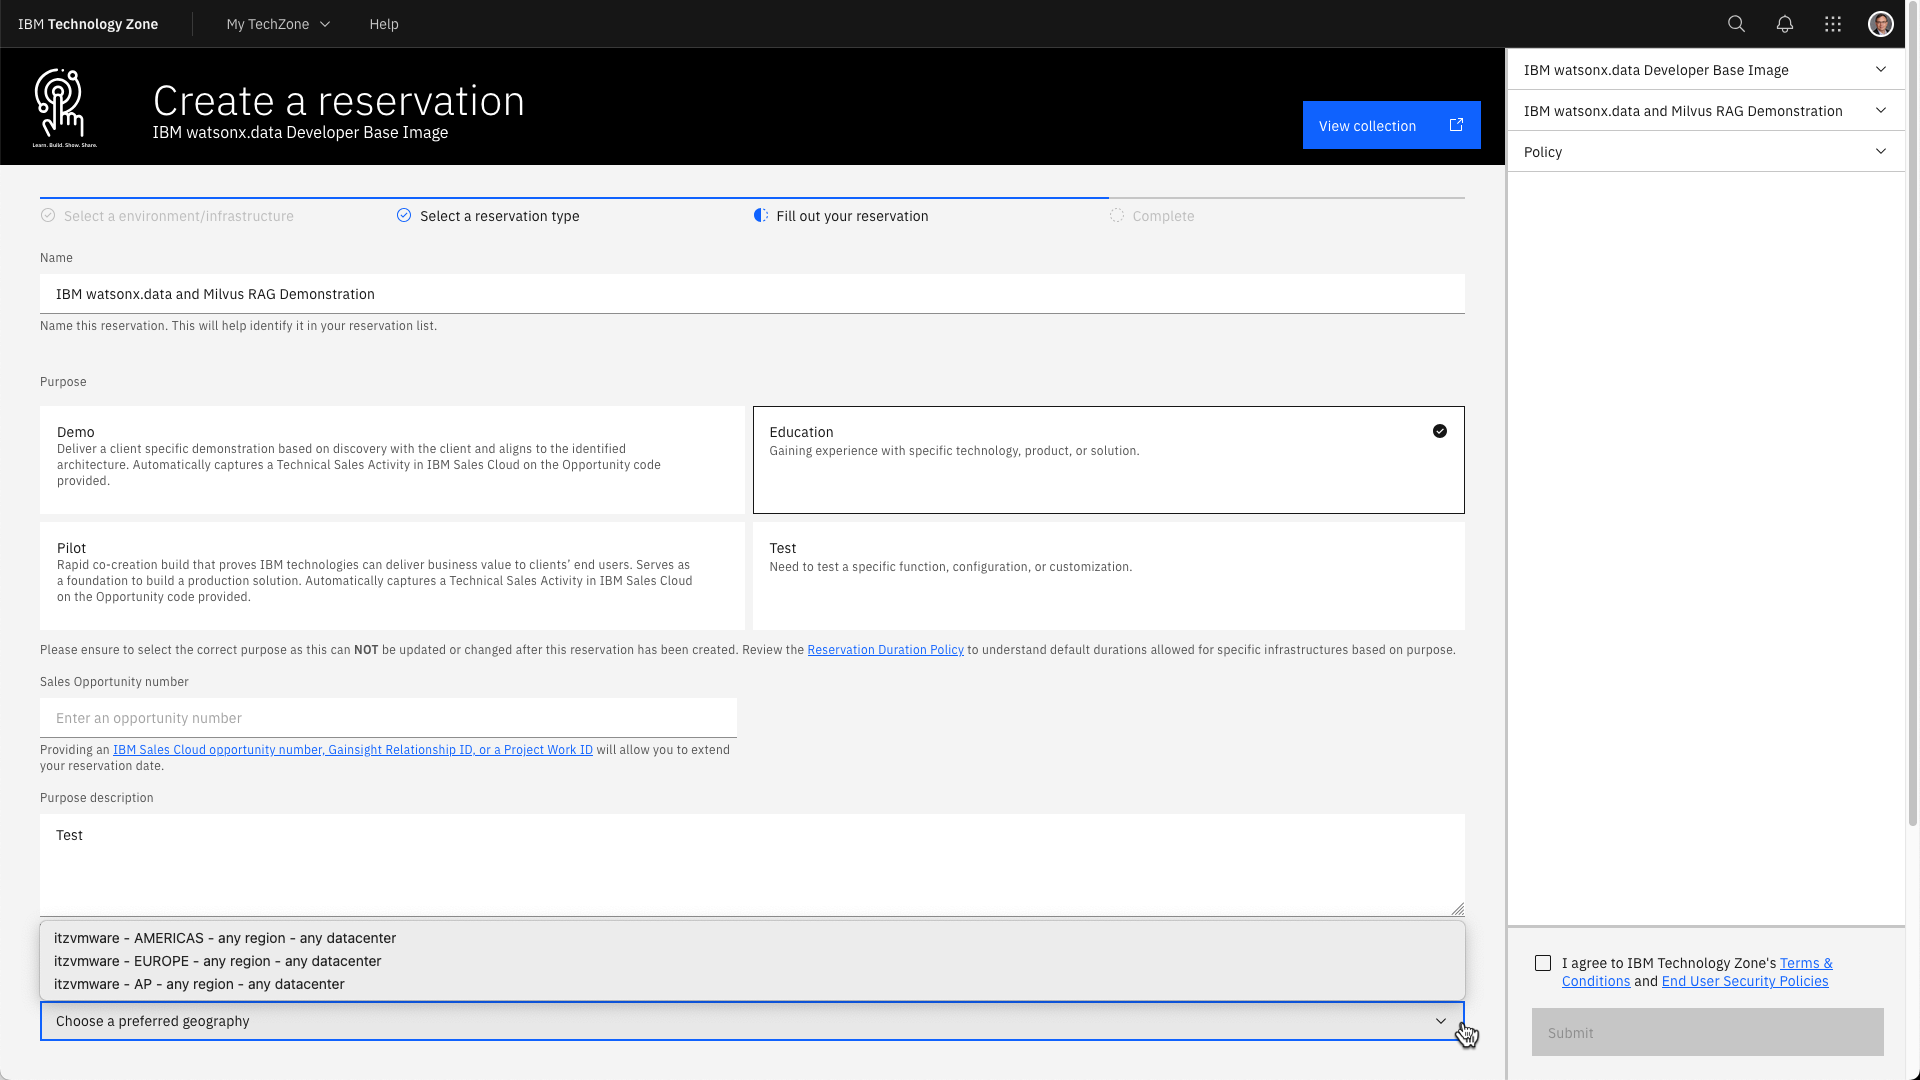 IBM Technology Zone
My TechZone
Help
Create a reservation
IBM watsonx.data Developer Base Image
Learn. Build. Show. Share.
View collection
Select a environment/infrastructure
Select a reservation type
Fill out your reservation
Complete
Name
IBM watsonx.data and Milvus RAG Demonstration
Name this reservation. This will help identify it in your reservation list.
Purpose
Demo
Deliver a client specific demonstration based on discovery with the client and aligns to the identified
architecture. Automatically captures a Technical Sales Activity in IBM Sales Cloud on the Opportunity code
provided.
Education
Gaining experience with specific technology, product, or solution.
Pilot
Rapid co-creation build that proves IBM technologies can deliver business value to clients’ end users. Serves as
a foundation to build a production solution. Automatically captures a Technical Sales Activity in IBM Sales Cloud
on the Opportunity code provided.
Test
Need to test a specific function, configuration, or customization.
Please ensure to select the correct purpose as this can NOT be updated or changed after this reservation has been created. Review the Reservation Duration Policy to understand default durations allowed for specific infrastructures based on purpose.
Sales Opportunity number
Enter an opportunity number
Providing an IBM Sales Cloud opportunity number, Gainsight Relationship ID, or a Project Work ID will allow you to extend
your reservation date.
Purpose description
Test
itzvmware - AMERICAS - any region - any datacenter
itzvmware - EUROPE - any region - any datacenter
itzvmware - AP - any region - any datacenter
Choose a preferred geography
IBM watsonx.data Developer Base Image
IBM watsonx.data and Milvus RAG Demonstration
Policy
I agree to IBM Technology Zone's Terms &
Conditions and End User Security Policies
Submit